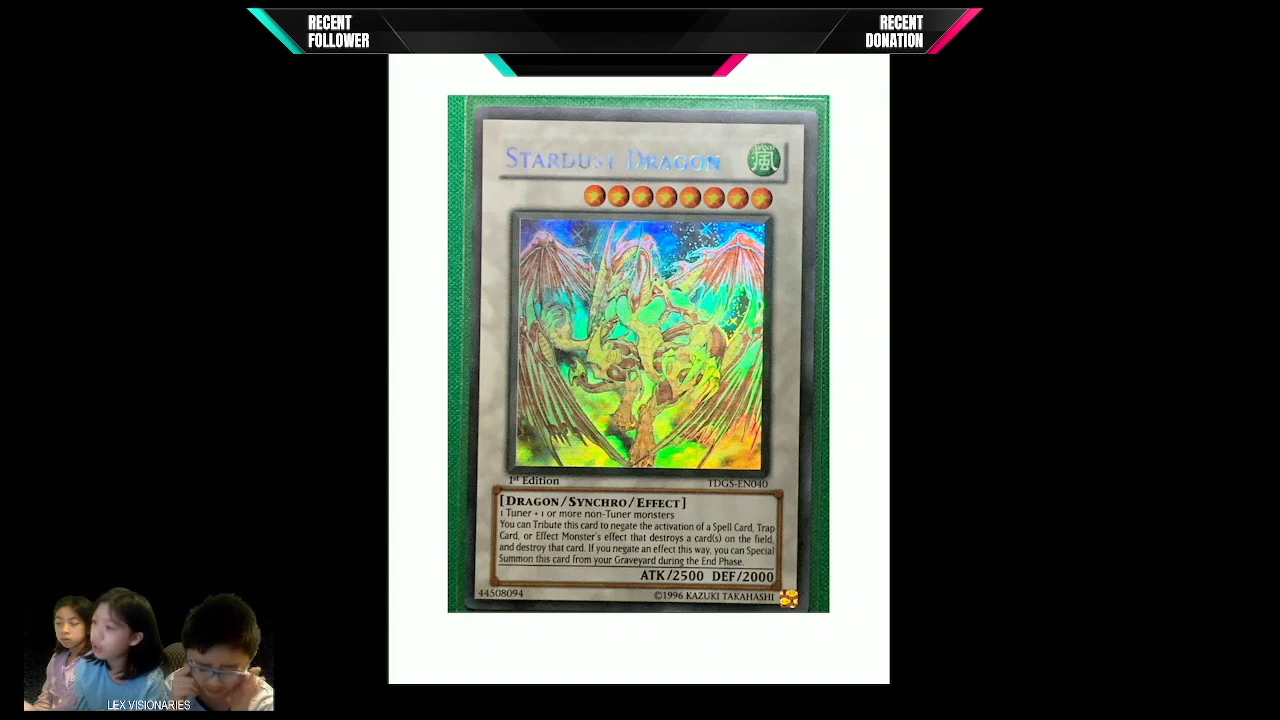 RECENT
FOLLOWER
RECENT
DONATION
STARDUST DRAGON
WIND
風
1st Edition
TDGS-EN040
[DRAGON/SYNCHRO/EFFECT]
1 Tuner + 1 or more non-Tuner monsters
You can Tribute this card to negate the activation of a Spell Card, Trap
Card, or Effect Monster's effect that destroys a card(s) on the field,
and destroy that card. If you negate an effect this way, you can Special
Summon this card from your Graveyard during the End Phase.
ATK/2500 DEF/2000
44508094
©1996 KAZUKI TAKAHASHI
LEX VISIONARIES